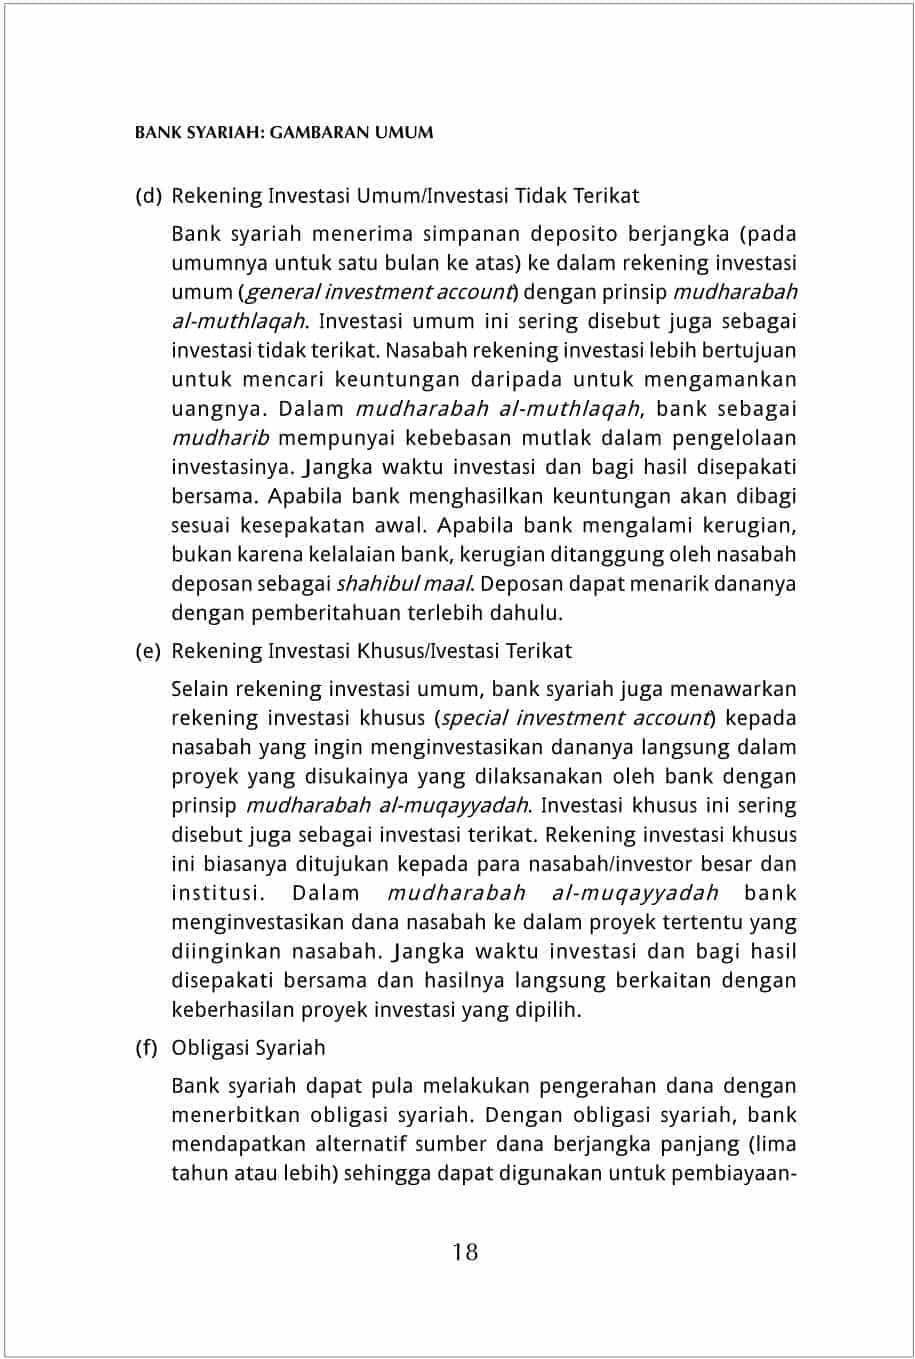 BANK SYARIAH: GAMBARAN UMUM
(d) Rekening Investasi Umum/Investasi Tidak Terikat
Bank syariah menerima simpanan deposito berjangka (pada
umumnya untuk satu bulan ke atas) ke dalam rekening investasi
umum (general investment account) dengan prinsip mudharabah
al-muthlaqah. Investasi umum ini sering disebut juga sebagai
investasi tidak terikat. Nasabah rekening investasi lebih bertujuan
untuk mencari keuntungan daripada untuk mengamankan
uangnya. Dalam mudharabah al-muthlaqah, bank sebagai
mudharib mempunyai kebebasan mutlak dalam pengelolaan
investasinya. Jangka waktu investasi dan bagi hasil disepakati
bersama. Apabila bank menghasilkan keuntungan akan dibagi
sesuai kesepakatan awal. Apabila bank mengalami kerugian,
bukan karena kelalaian bank, kerugian ditanggung oleh nasabah
deposan sebagai shahibul maal. Deposan dapat menarik dananya
dengan pemberitahuan terlebih dahulu.
(e) Rekening Investasi Khusus/Ivestasi Terikat
Selain rekening investasi umum, bank syariah juga menawarkan
rekening investasi khusus (special investment account) kepada
nasabah yang ingin menginvestasikan dananya langsung dalam
proyek yang disukainya yang dilaksanakan oleh bank dengan
prinsip mudharabah al-muqayyadah. Investasi khusus ini sering
disebut juga sebagai investasi terikat. Rekening investasi khusus
ini biasanya ditujukan kepada para nasabah/investor besar dan
institusi. Dalam mudharabah al-muqayyadah bank
menginvestasikan dana nasabah ke dalam proyek tertentu yang
diinginkan nasabah. Jangka waktu investasi dan bagi hasil
disepakati bersama dan hasilnya langsung berkaitan dengan
keberhasilan proyek investasi yang dipilih.
(f) Obligasi Syariah
Bank syariah dapat pula melakukan pengerahan dana dengan
menerbitkan obligasi syariah. Dengan obligasi syariah, bank
mendapatkan alternatif sumber dana berjangka panjang (lima
tahun atau lebih) sehingga dapat digunakan untuk pembiayaan-
18